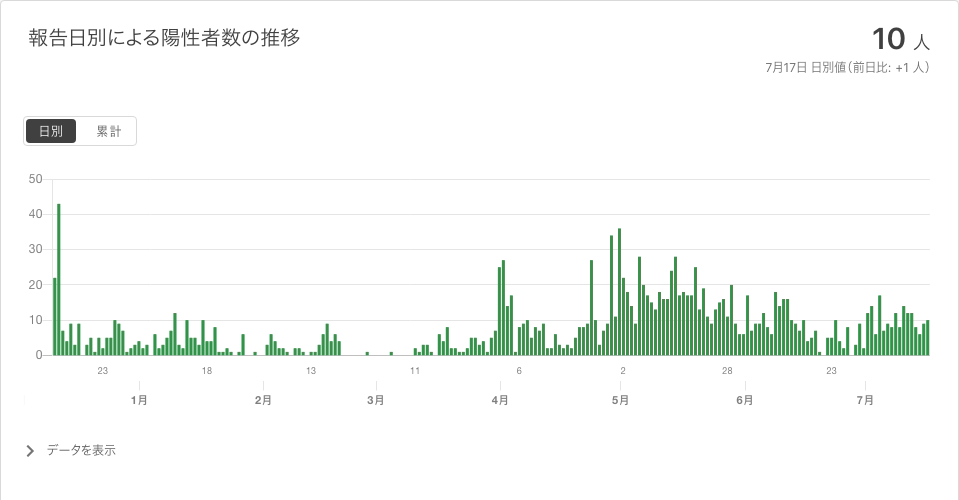 報告日別による陽性者数の推移
10 人
7月17日 日別値（前日比: +1 人）
日別 累計
50
40
30
20
10
0
23 18 13 11 6 2 28 23
1月 2月 3月 4月 5月 6月 7月
データを表示